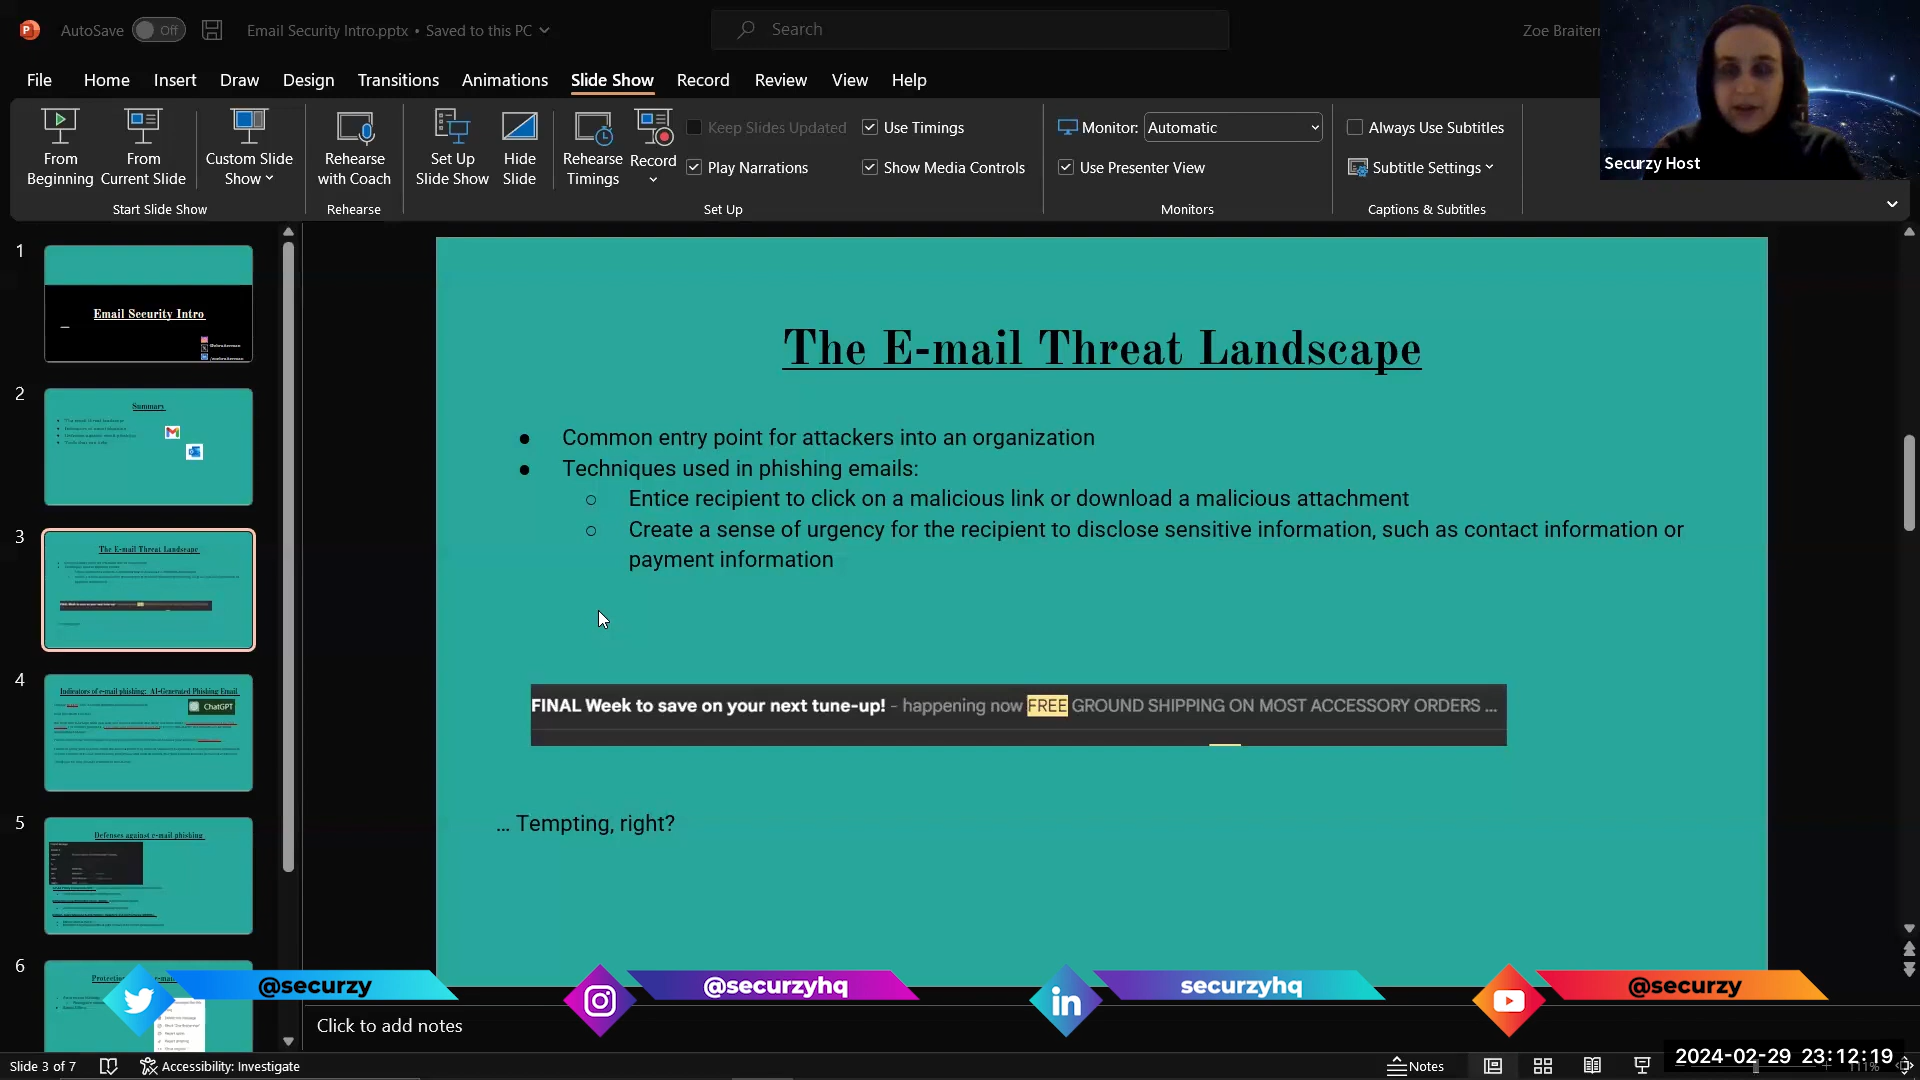 AutoSave Off Email Security Intro.pptx • Saved to this PC Search Zoe Braiter
File Home Insert Draw Design Transitions Animations Slide Show Record Review View Help
From Beginning
From Current Slide
Custom Slide Show
Start Slide Show
Rehearse with Coach
Rehearse
Set Up Slide Show
Hide Slide
Rehearse Timings
Record
Keep Slides Updated
Play Narrations
Use Timings
Show Media Controls
Set Up
Monitor: Automatic
Use Presenter View
Monitors
Always Use Subtitles
Subtitle Settings
Captions & Subtitles
Securzy Host
1
Email Security Intro
2
Summary
3
The E-mail Threat Landscape
4
Indicators of e-mail phishing: AI-Generated Phishing Email
ChatGPT
5
Defenses against e-mail phishing
6
The E-mail Threat Landscape
● Common entry point for attackers into an organization
● Techniques used in phishing emails:
○ Entice recipient to click on a malicious link or download a malicious attachment
○ Create a sense of urgency for the recipient to disclose sensitive information, such as contact information or
payment information
FINAL Week to save on your next tune-up! - happening now FREE GROUND SHIPPING ON MOST ACCESSORY ORDERS ...
... Tempting, right?
@securzy @securzyhq securzyhq @securzy
Click to add notes
Slide 3 of 7 Accessibility: Investigate Notes 2024-02-29 23:12:19